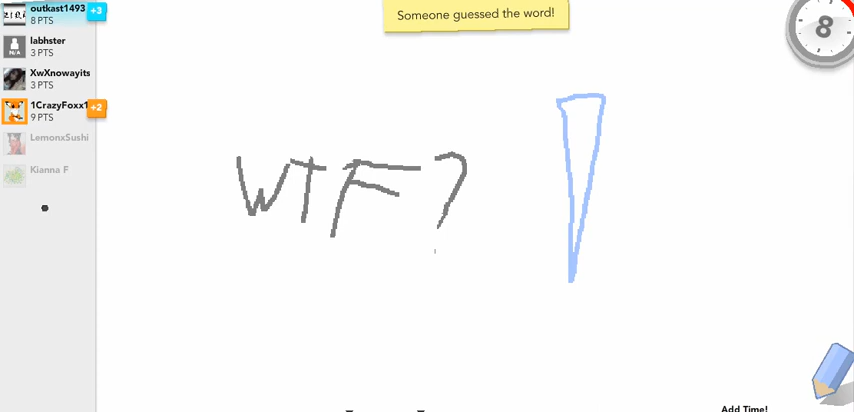 outkast1493
+3
8 PTS
labhster
3 PTS
XwXnowayits
3 PTS
1CrazyFoxx1
+2
9 PTS
LemonxSushi
Kianna F
Someone guessed the word!
8
WTF?
Add Time!
N/A